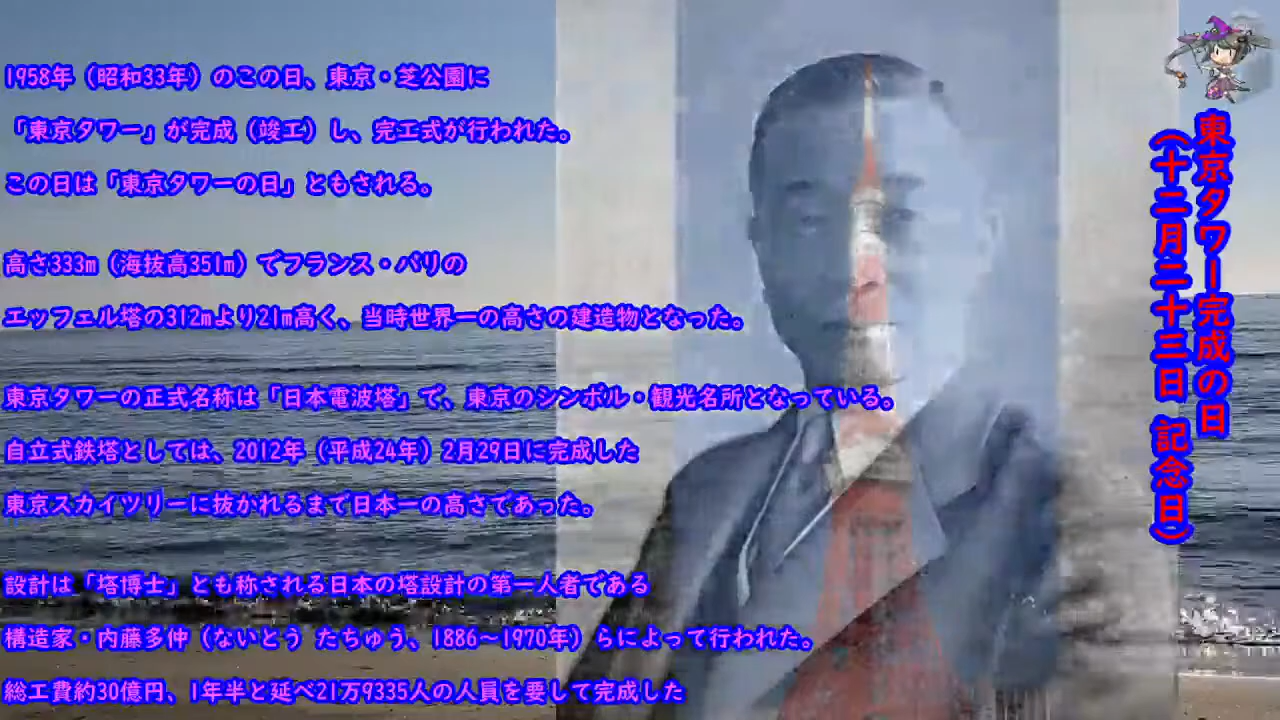 東京タワー完成の日
（十二月二十三日 記念日）
1958年（昭和33年）のこの日、東京・芝公園に
「東京タワー」が完成（竣工）し、完工式が行われた。
この日は「東京タワーの日」ともされる。
高さ333m（海抜高351m）でフランス・パリの
エッフェル塔の312mより21m高く、当時世界一の高さの建造物となった。
東京タワーの正式名称は「日本電波塔」で、東京のシンボル・観光名所となっている。
自立式鉄塔としては、2012年（平成24年）2月29日に完成した
東京スカイツリーに抜かれるまで日本一の高さであった。
設計は「塔博士」とも称される日本の塔設計の第一人者である
構造家・内藤多仲（ないとう たちゅう、1886～1970年）らによって行われた。
総工費約30億円、1年半と延べ21万9335人の人員を要して完成した